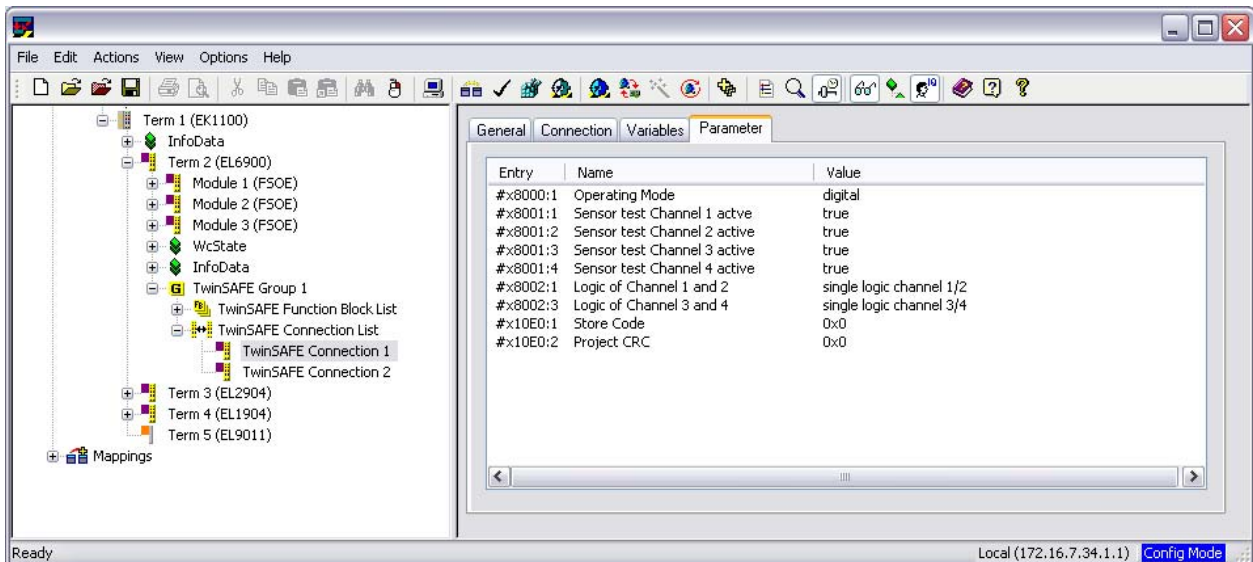 File Edit Actions View Options Help
Term 1 (EK1100)
InfoData
Term 2 (EL6900)
Module 1 (FSOE)
Module 2 (FSOE)
Module 3 (FSOE)
WcState
InfoData
TwinSAFE Group 1
TwinSAFE Function Block List
TwinSAFE Connection List
TwinSAFE Connection 1
TwinSAFE Connection 2
Term 3 (EL2904)
Term 4 (EL1904)
Term 5 (EL9011)
Mappings
General Connection Variables Parameter
Entry Name Value
#x8000:1 Operating Mode digital
#x8001:1 Sensor test Channel 1 actve true
#x8001:2 Sensor test Channel 2 active true
#x8001:3 Sensor test Channel 3 active true
#x8001:4 Sensor test Channel 4 active true
#x8002:1 Logic of Channel 1 and 2 single logic channel 1/2
#x8002:3 Logic of Channel 3 and 4 single logic channel 3/4
#x10E0:1 Store Code 0x0
#x10E0:2 Project CRC 0x0
Ready Local (172.16.7.34.1.1) Config Mode